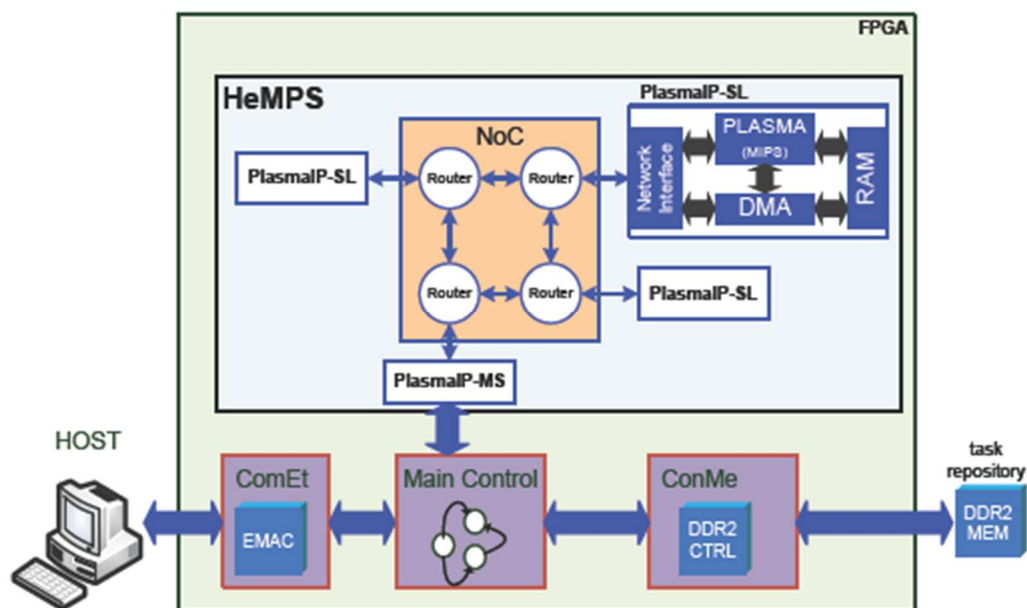 FPGA
HeMPS
PlasmaIP-SL
NoC
PLASMA
(MIPS)
Network
Interface
RAM
DMA
PlasmaIP-SL
Router
Router
Router
Router
PlasmaIP-SL
PlasmaIP-MS
HOST
ComEt
Main Control
ConMe
task
repository
EMAC
DDR2
CTRL
DDR2
MEM